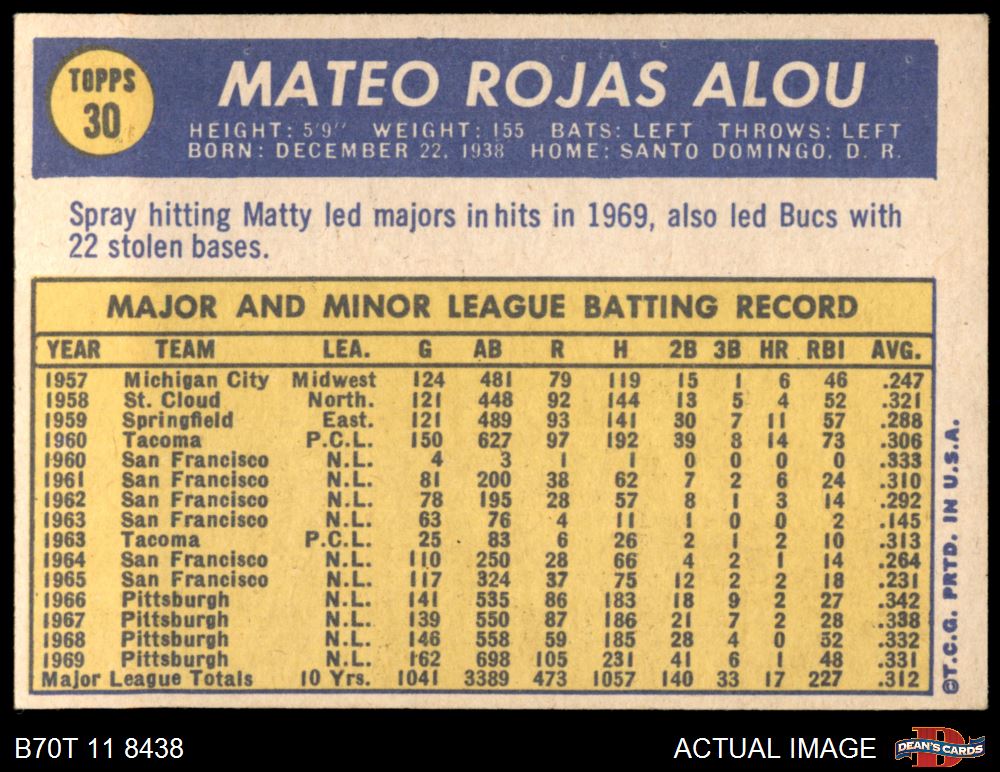 TOPPS
30
MATEO ROJAS ALOU
HEIGHT: 5'9" WEIGHT: 155 BATS: LEFT THROWS: LEFT
BORN: DECEMBER 22, 1938 HOME: SANTO DOMINGO, D. R.
Spray hitting Matty led majors in hits in 1969, also led Bucs with
22 stolen bases.
MAJOR AND MINOR LEAGUE BATTING RECORD
YEAR TEAM LEA. G AB R H 2B 3B HR RBI AVG.
1957 Michigan City Midwest 124 481 79 119 15 1 6 46 .247
1958 St. Cloud North. 121 448 92 144 13 5 4 52 .321
1959 Springfield East. 121 489 93 141 30 7 11 57 .288
1960 Tacoma P.C.L. 150 627 97 192 39 8 14 73 .306
1960 San Francisco N.L. 4 3 1 1 0 0 0 0 .333
1961 San Francisco N.L. 81 200 38 62 7 2 6 24 .310
1962 San Francisco N.L. 78 195 28 57 8 1 3 14 .292
1963 San Francisco N.L. 63 76 4 11 1 0 0 2 .145
1963 Tacoma P.C.L. 25 83 6 26 2 1 2 10 .313
1964 San Francisco N.L. 110 250 28 66 4 2 1 14 .264
1965 San Francisco N.L. 117 324 37 75 12 2 2 18 .231
1966 Pittsburgh N.L. 141 535 86 183 18 9 2 27 .342
1967 Pittsburgh N.L. 139 550 87 186 21 7 2 28 .338
1968 Pittsburgh N.L. 146 558 59 185 28 4 0 52 .332
1969 Pittsburgh N.L. 162 698 105 231 41 6 1 48 .331
Major League Totals 10 Yrs. 1041 3389 473 1057 140 33 17 227 .312
©T.C.G. PRTD. IN U.S.A.
B70T 11 8438
ACTUAL IMAGE
D
DEAN'S CARDS